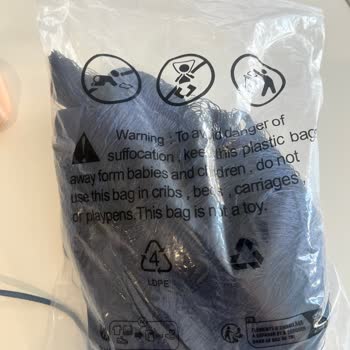 Warning : To avoid danger of
suffocation , keep this plastic bag
away form babies and children , do not
use this bag in cribs , beds , carriages ,
or playpens.This bag is not a toy.
4
LDPE